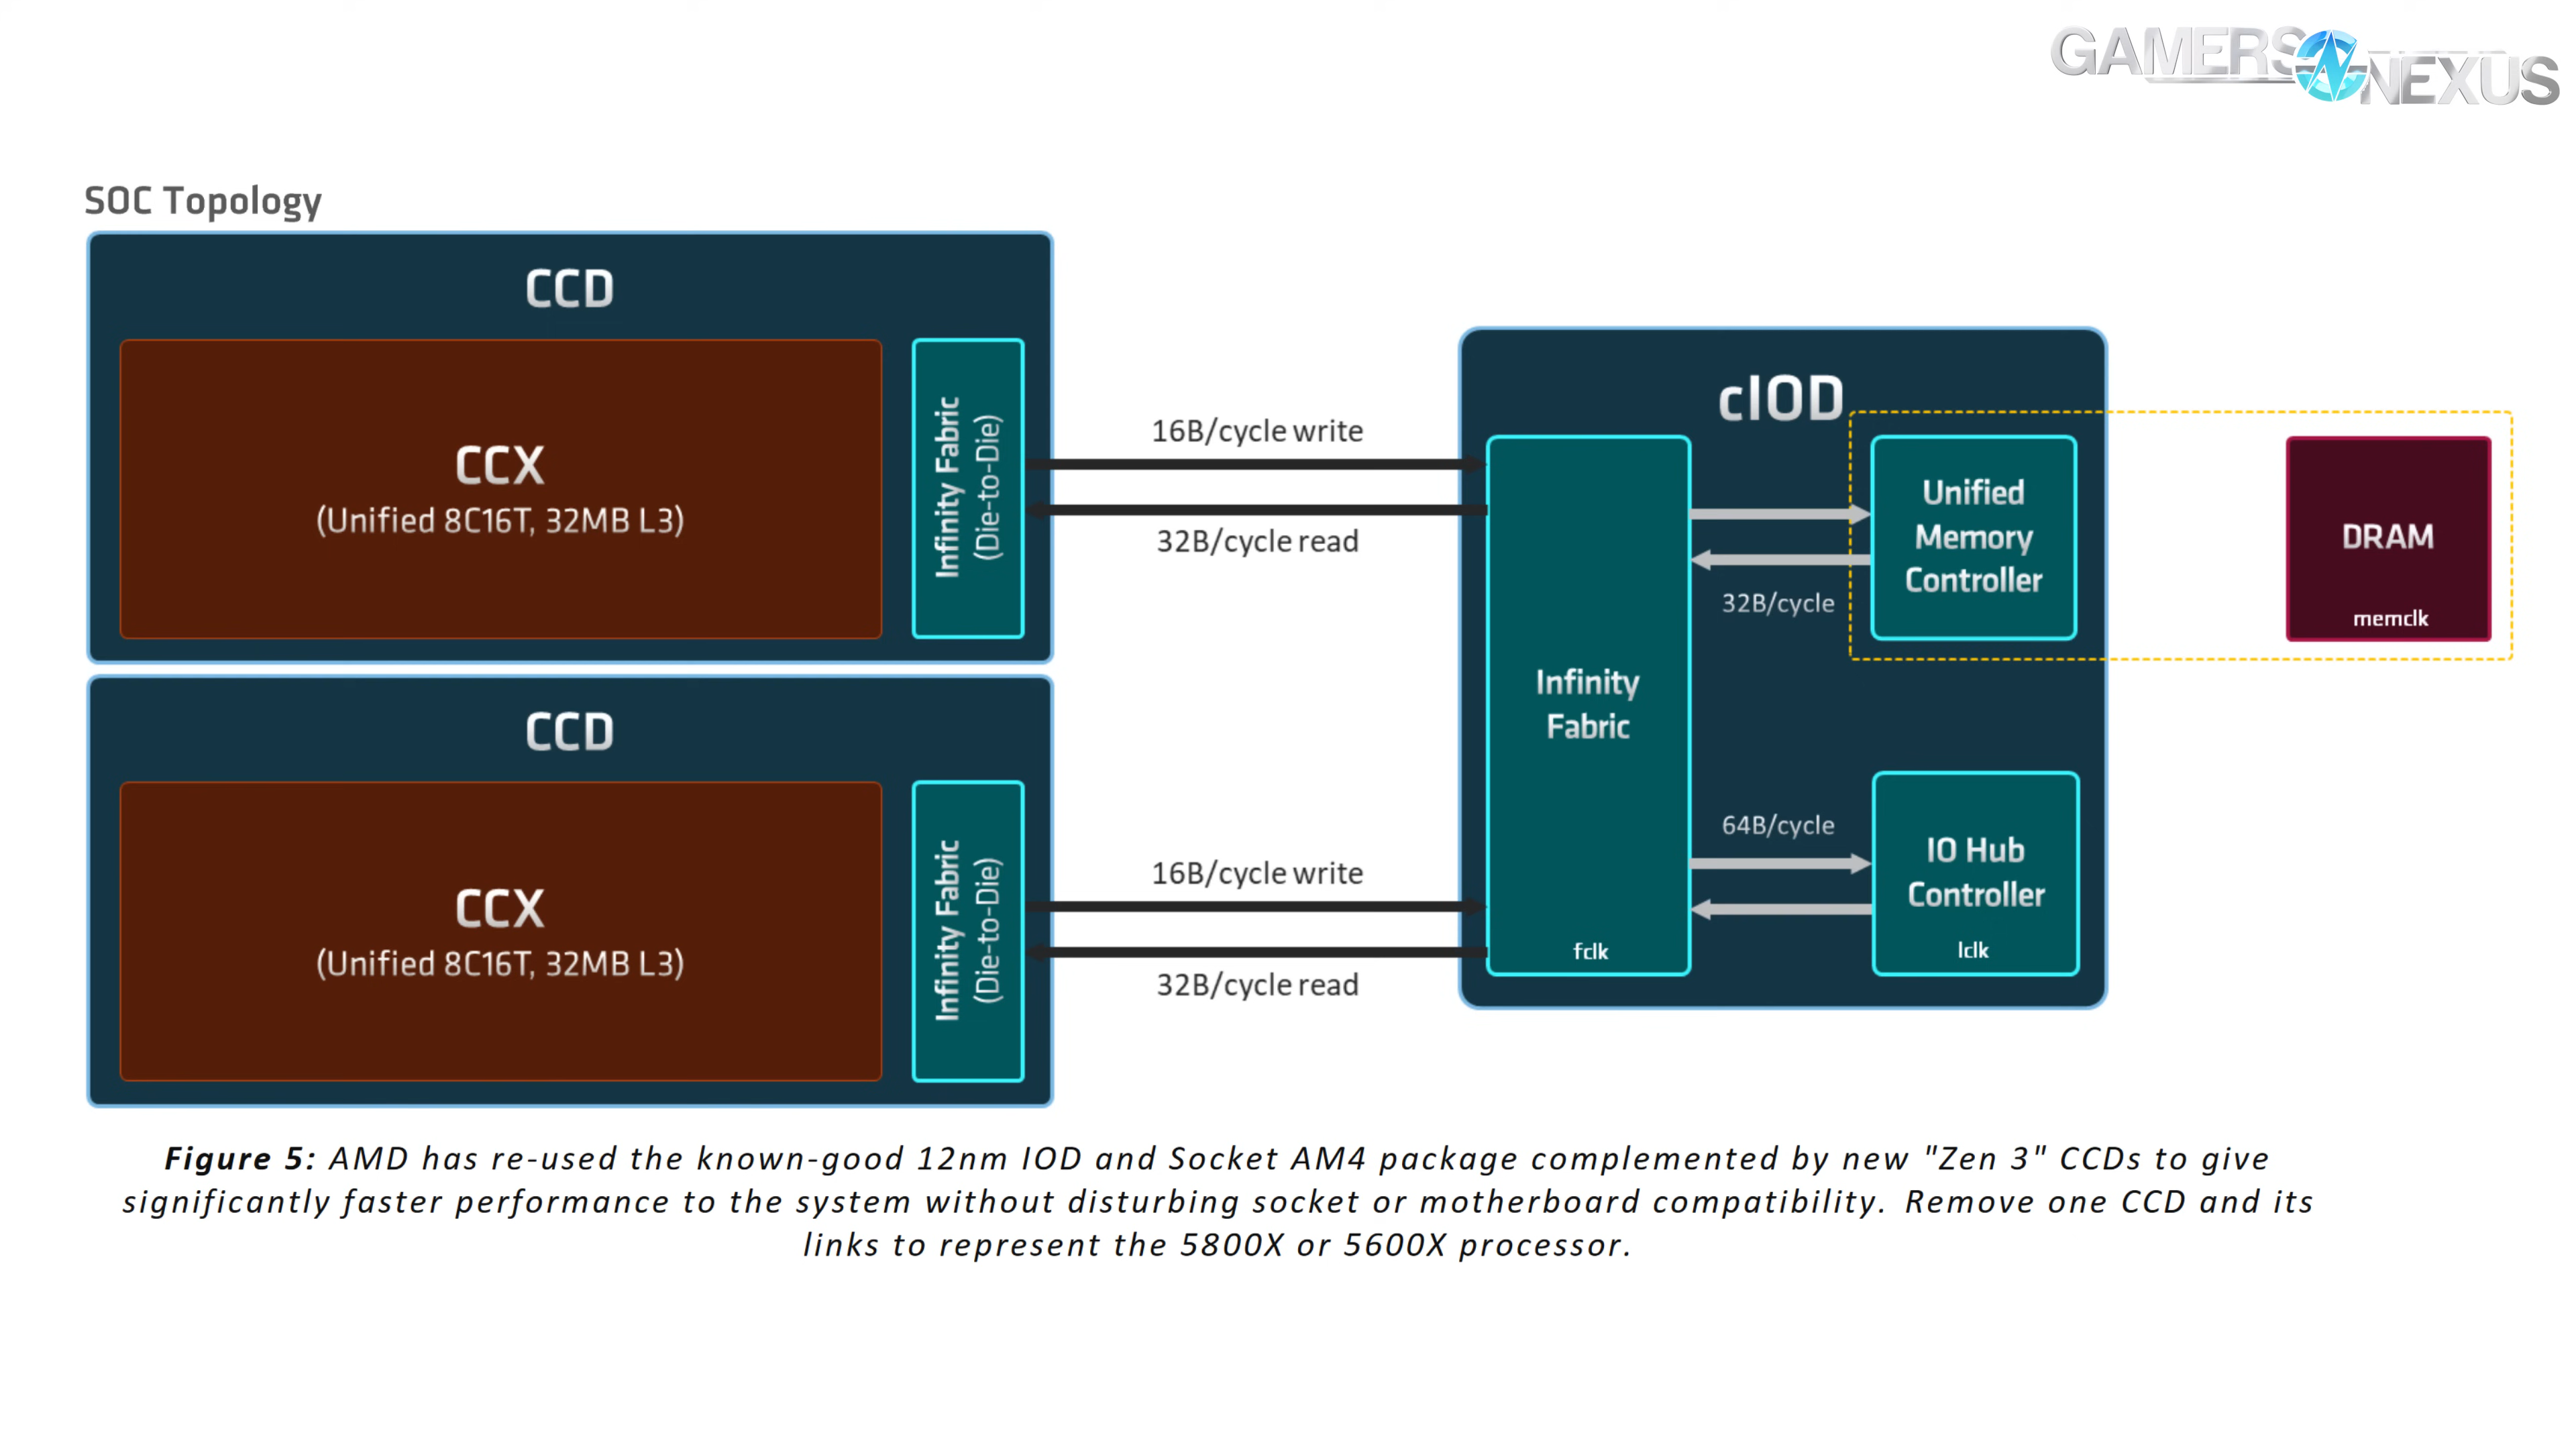 GAMERS NEXUS
SOC Topology
CCD
CCX
(Unified 8C16T, 32MB L3)
Infinity Fabric
(Die-to-Die)
16B/cycle write
32B/cycle read
CCD
CCX
(Unified 8C16T, 32MB L3)
Infinity Fabric
(Die-to-Die)
16B/cycle write
32B/cycle read
cIOD
Infinity
Fabric
fclk
32B/cycle
Unified
Memory
Controller
64B/cycle
IO Hub
Controller
lclk
DRAM
memclk
Figure 5: AMD has re-used the known-good 12nm IOD and Socket AM4 package complemented by new "Zen 3" CCDs to give
significantly faster performance to the system without disturbing socket or motherboard compatibility. Remove one CCD and its
links to represent the 5800X or 5600X processor.